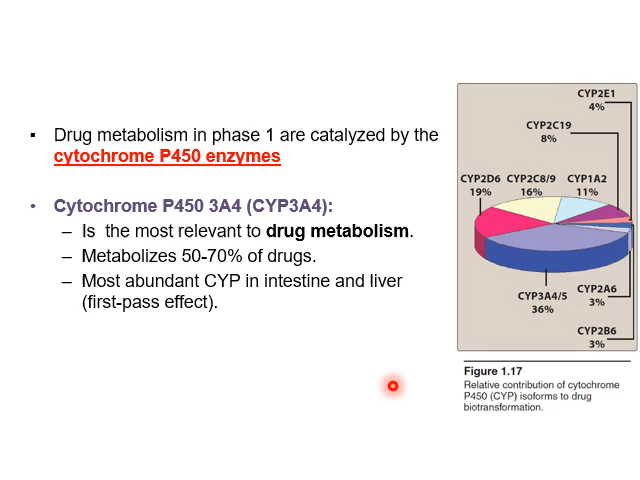 ▪ Drug metabolism in phase 1 are catalyzed by the
cytochrome P450 enzymes
• Cytochrome P450 3A4 (CYP3A4):
– Is the most relevant to drug metabolism.
– Metabolizes 50-70% of drugs.
– Most abundant CYP in intestine and liver
(first-pass effect).
CYP2E1
4%
CYP2C19
8%
CYP2D6
19%
CYP2C8/9
16%
CYP1A2
11%
CYP3A4/5
36%
CYP2A6
3%
CYP2B6
3%
Figure 1.17
Relative contribution of cytochrome
P450 (CYP) isoforms to drug
biotransformation.